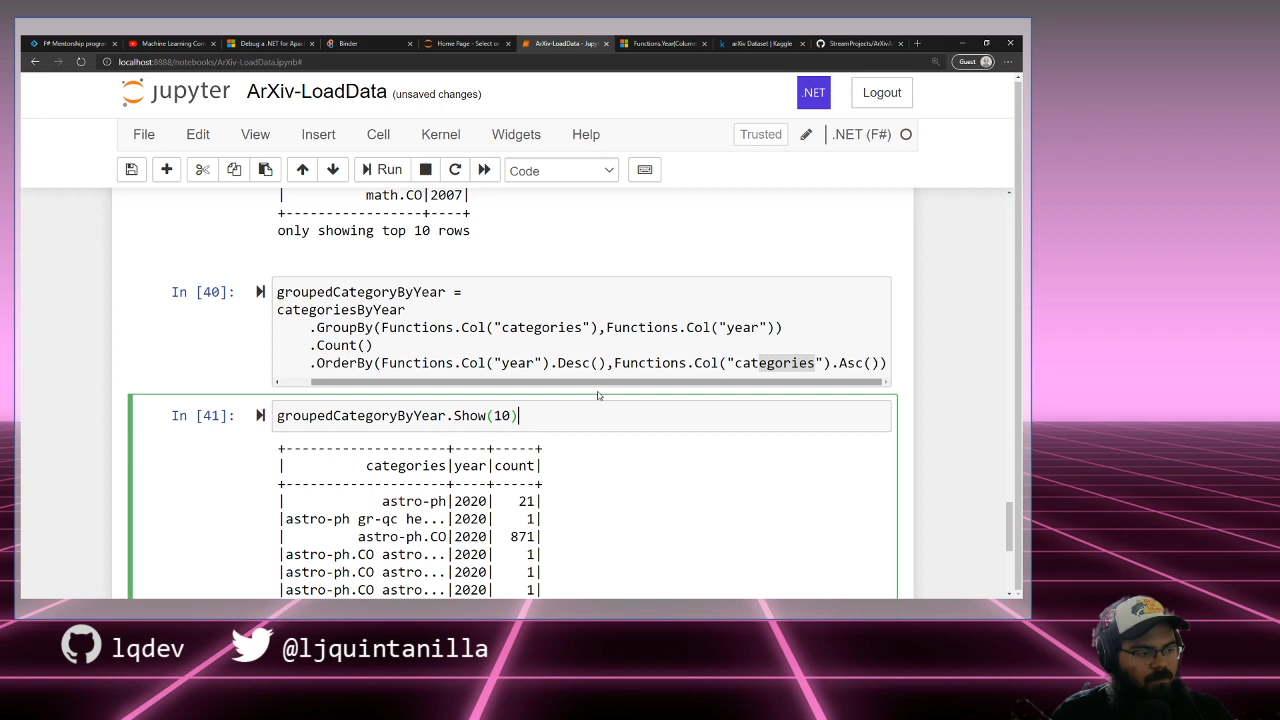 F# Mentorship progra
Machine Learning Con
Debug a .NET for Apac
Binder
Home Page - Select or
ArXiv-LoadData - Jupyt
Functions.Year(Column
arXiv Dataset | Kaggle
StreamProjects/ArXivA
localhost:8888/notebooks/ArXiv-LoadData.ipynb#
Guest
jupyter ArXiv-LoadData (unsaved changes)
.NET
Logout
File Edit View Insert Cell Kernel Widgets Help
Trusted
.NET (F#)
Run
Code
| math.CO|2007|
+-----------------+----+
only showing top 10 rows
In [40]:
groupedCategoryByYear =
categoriesByYear
.GroupBy(Functions.Col("categories"),Functions.Col("year"))
.Count()
.OrderBy(Functions.Col("year").Desc(),Functions.Col("categories").Asc())
In [41]:
groupedCategoryByYear.Show(10)
+--------------------+----+-----+
| categories|year|count|
+--------------------+----+-----+
| astro-ph|2020| 21|
|astro-ph gr-qc he...|2020| 1|
| astro-ph.CO|2020| 871|
|astro-ph.CO astro...|2020| 1|
|astro-ph.CO astro...|2020| 1|
|astro-ph.CO astro...|2020| 1|
lqdev
@ljquintanilla